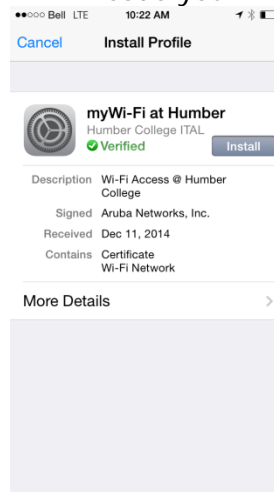 Bell LTE 10:22 AM
Cancel Install Profile
myWi-Fi at Humber
Humber College ITAL
Verified Install
Description Wi-Fi Access @ Humber
College
Signed Aruba Networks, Inc.
Received Dec 11, 2014
Contains Certificate
Wi-Fi Network
More Details